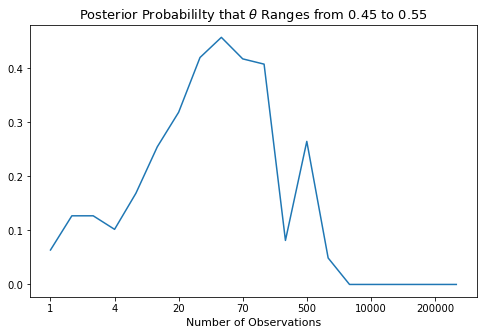 Posterior Probabililty that θ Ranges from 0.45 to 0.55
0.4
0.3
0.2
0.1
0.0
1 4 20 70 500 10000 200000
Number of Observations